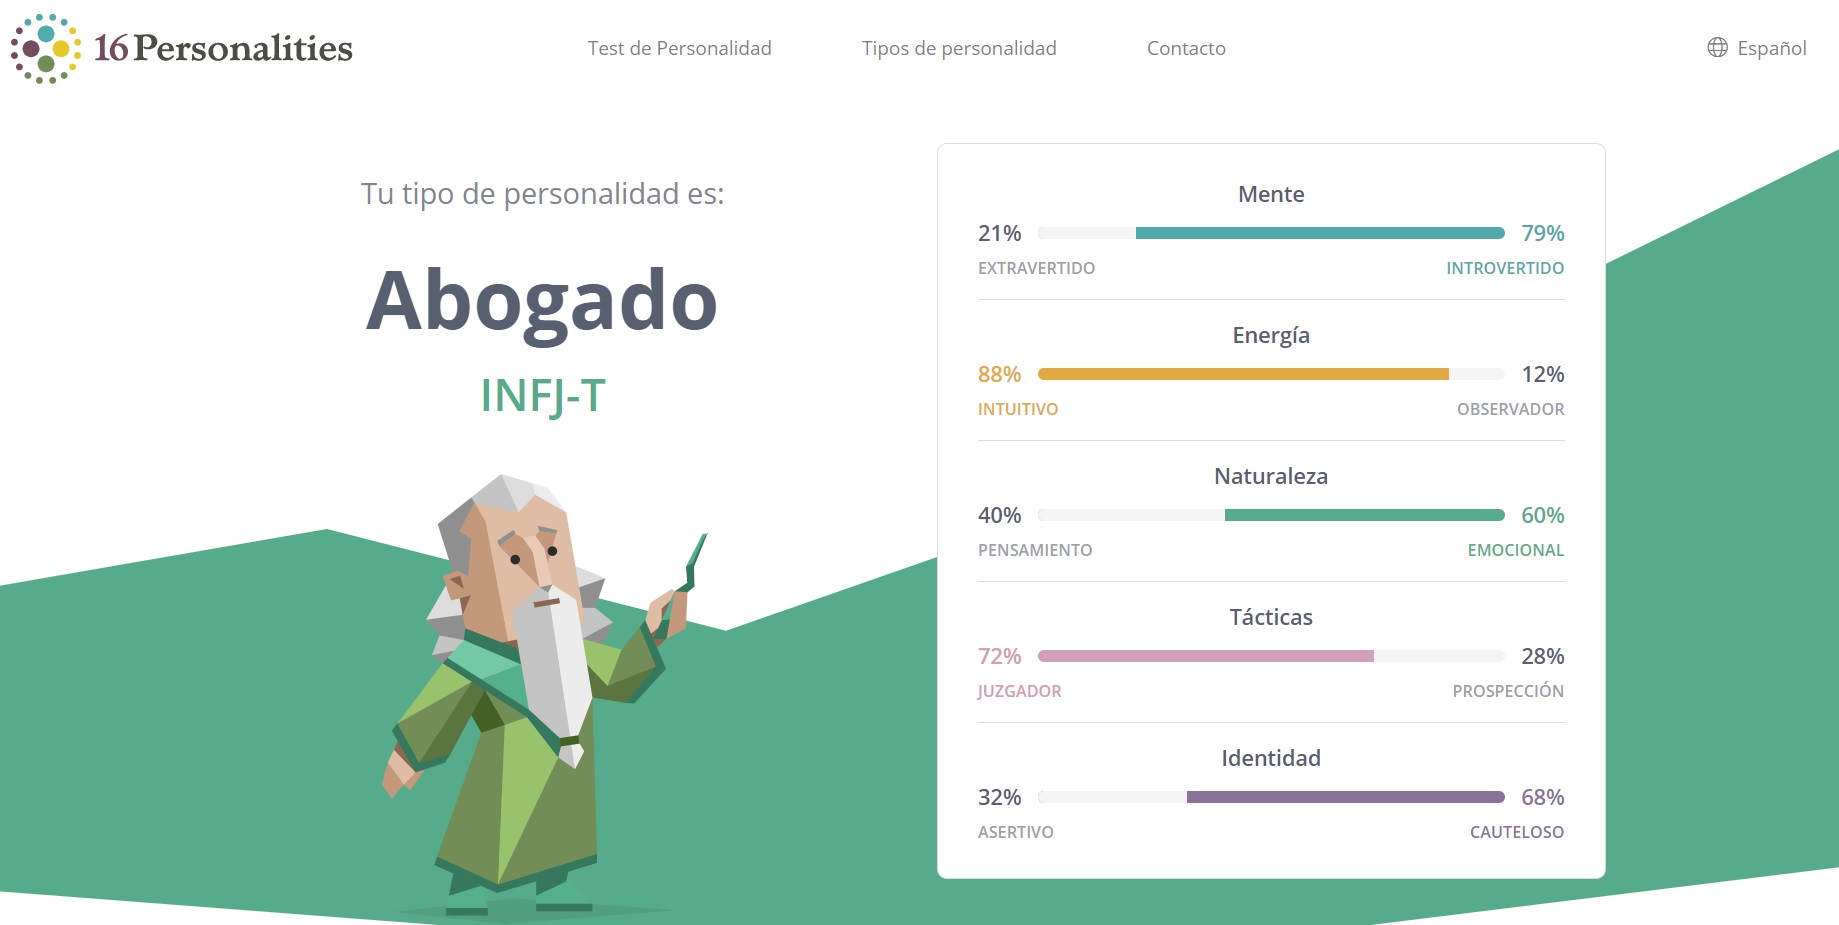 16Personalities
Test de Personalidad
Tipos de personalidad
Contacto
Español
Tu tipo de personalidad es:
Abogado
INFJ-T
Mente
21% 79%
EXTRAVERTIDO INTROVERTIDO
Energía
88% 12%
INTUITIVO OBSERVADOR
Naturaleza
40% 60%
PENSAMIENTO EMOCIONAL
Tácticas
72% 28%
JUZGADOR PROSPECCIÓN
Identidad
32% 68%
ASERTIVO CAUTELOSO